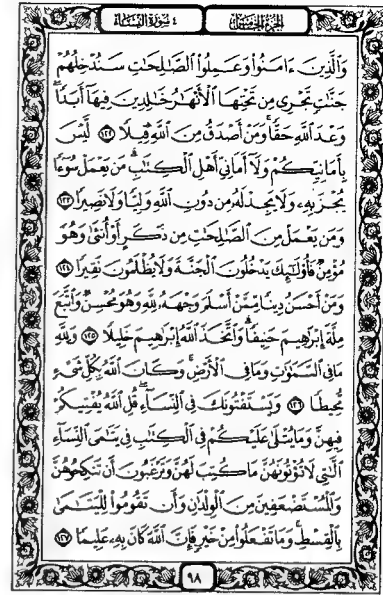 الجزء الخامس
٤ سورة النساء
وَالَّذِينَ ءَامَنُوا۟ وَعَمِلُوا۟ الصَّـٰلِحَـٰتِ سَنُدْخِلُهُمْ
جَنَّـٰتٍ تَجْرِى مِن تَحْتِهَا الْأَنْهَـٰرُ خَـٰلِدِينَ فِيهَآ أَبَدًا ۖ
وَعْدَ اللَّهِ حَقًّا ۚ وَمَنْ أَصْدَقُ مِنَ اللَّهِ قِيلًا ١٢٢ لَّيْسَ
بِأَمَانِيِّكُمْ وَلَآ أَمَانِىِّ أَهْلِ الْكِتَـٰبِ ۗ مَن يَعْمَلْ سُوٓءًا
يُجْزَ بِهِۦ وَلَا يَجِدْ لَهُۥ مِن دُونِ اللَّهِ وَلِيًّا وَلَا نَصِيرًا ١٢٣
وَمَن يَعْمَلْ مِنَ الصَّـٰلِحَـٰتِ مِن ذَكَرٍ أَوْ أُنثَىٰ وَهُوَ
مُؤْمِنٌ فَأُو۟لَـٰٓئِكَ يَدْخُلُونَ الْجَنَّةَ وَلَا يُظْلَمُونَ نَقِيرًا ١٢٤
وَمَنْ أَحْسَنُ دِينًا مِّمَّنْ أَسْلَمَ وَجْهَهُۥ لِلَّهِ وَهُوَ مُحْسِنٌ وَاتَّبَعَ
مِلَّةَ إِبْرَٰهِيمَ حَنِيفًا ۗ وَاتَّخَذَ اللَّهُ إِبْرَٰهِيمَ خَلِيلًا ١٢٥ وَلِلَّهِ
مَا فِى السَّمَـٰوَٰتِ وَمَا فِى الْأَرْضِ ۚ وَكَانَ اللَّهُ بِكُلِّ شَىْءٍ
مُّحِيطًا ١٢٦ وَيَسْتَفْتُونَكَ فِى النِّسَآءِ ۖ قُلِ اللَّهُ يُفْتِيكُمْ
فِيهِنَّ وَمَا يُتْلَىٰ عَلَيْكُمْ فِى الْكِتَـٰبِ فِى يَتَـٰمَى النِّسَآءِ
الَّـٰتِى لَا تُؤْتُونَهُنَّ مَا كُتِبَ لَهُنَّ وَتَرْغَبُونَ أَن تَنكِحُوهُنَّ
وَالْمُسْتَضْعَفِينَ مِنَ الْوِلْدَٰنِ وَأَن تَقُومُوا۟ لِلْيَتَـٰمَىٰ
بِالْقِسْطِ ۚ وَمَا تَفْعَلُوا۟ مِنْ خَيْرٍ فَإِنَّ اللَّهَ كَانَ بِهِۦ عَلِيمًا ١٢٧
٩٨